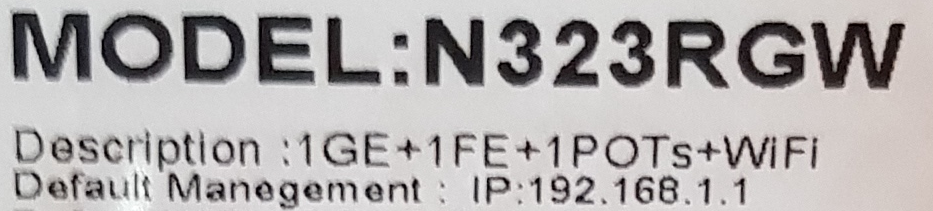 MODEL:N323RGW
Description :1GE+1FE+1POTs+WiFi
Default Manegement : IP:192.168.1.1